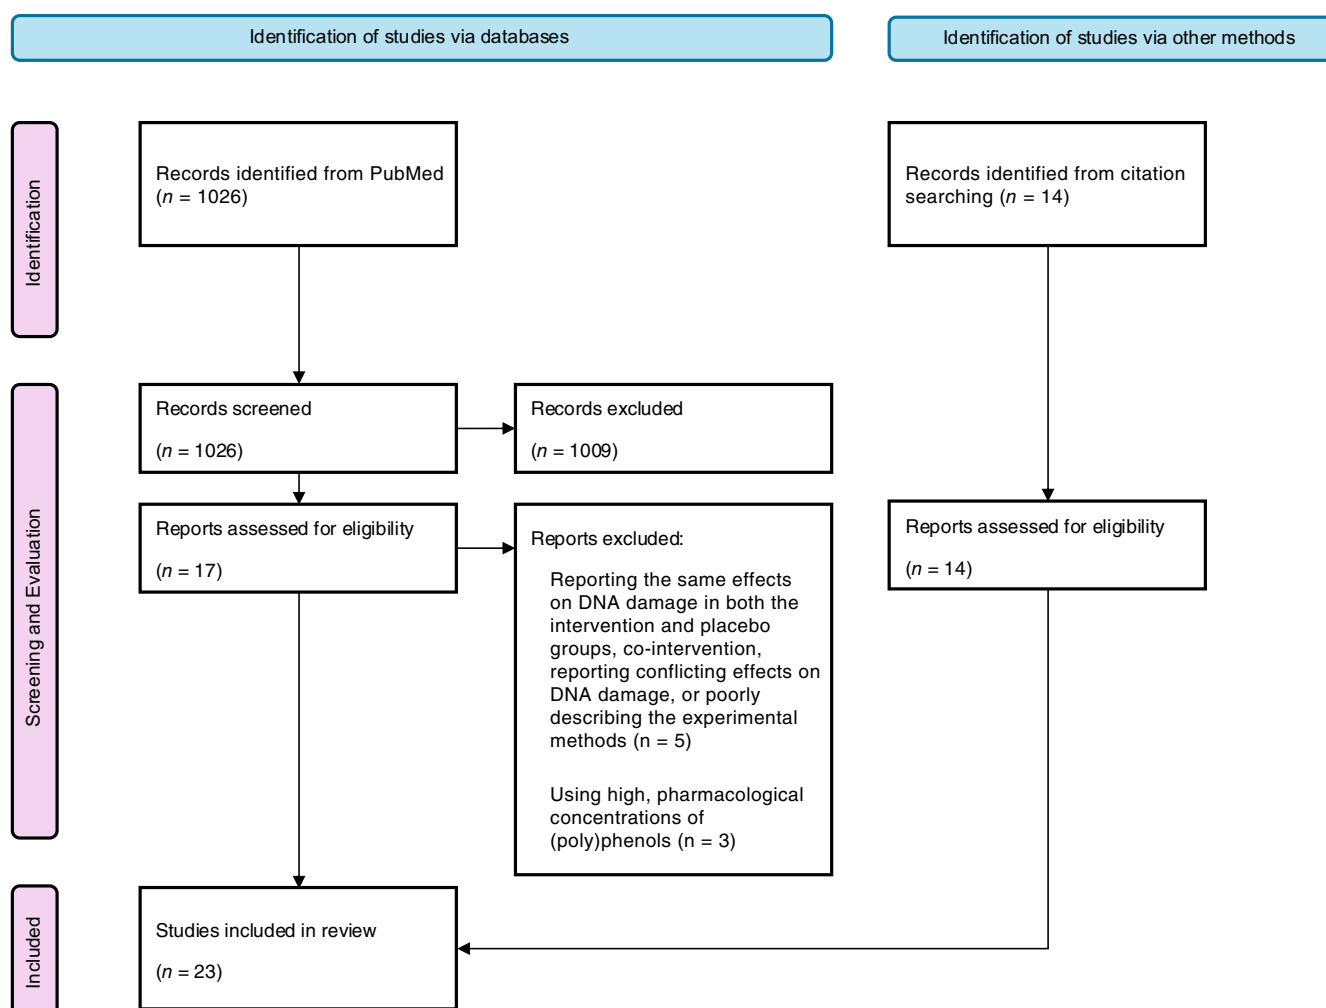 Identification of studies via databases
Identification of studies via other methods
Identification
Records identified from PubMed
(n = 1026)
Records identified from citation
searching (n = 14)
Screening and Evaluation
Records screened
(n = 1026)
Records excluded
(n = 1009)
Reports assessed for eligibility
(n = 17)
Reports excluded:
Reporting the same effects
on DNA damage in both the
intervention and placebo
groups, co-intervention,
reporting conflicting effects on
DNA damage, or poorly
describing the experimental
methods (n = 5)
Using high, pharmacological
concentrations of
(poly)phenols (n = 3)
Reports assessed for eligibility
(n = 14)
Included
Studies included in review
(n = 23)